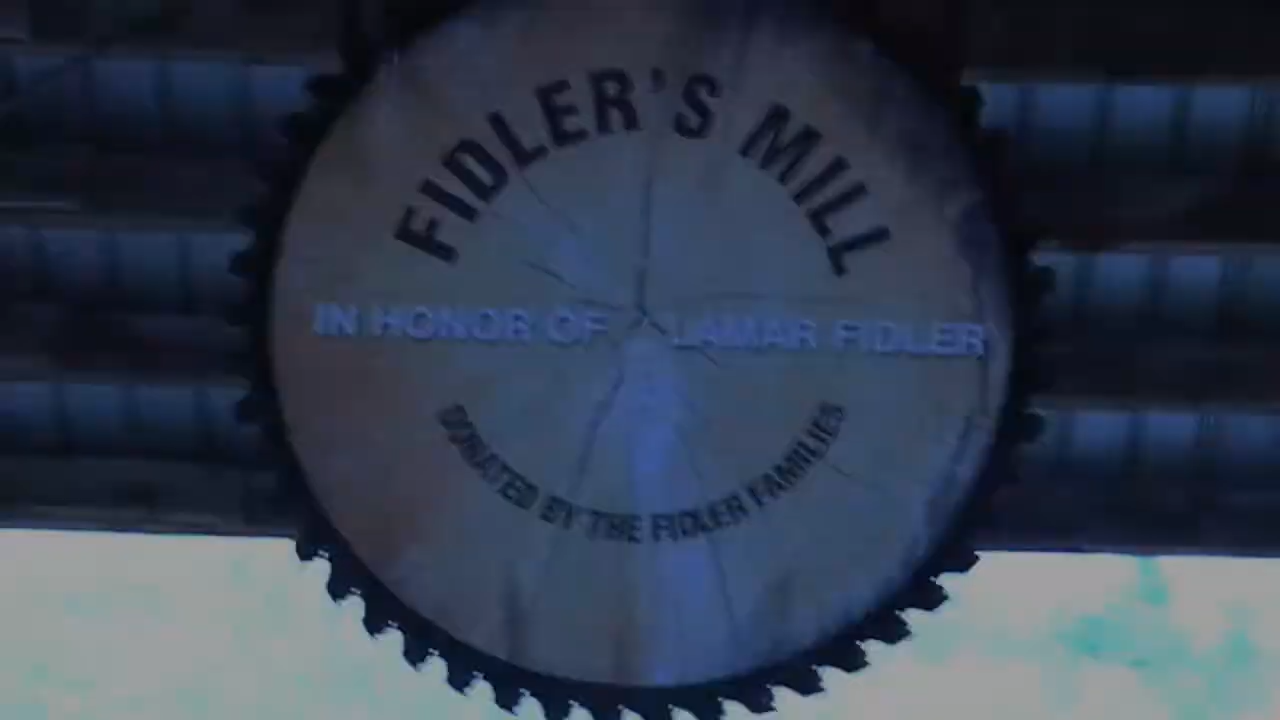 FIDLER'S MILL
IN HONOR OF LAMAR FIDLER
DONATED BY THE FIDLER FAMILIES